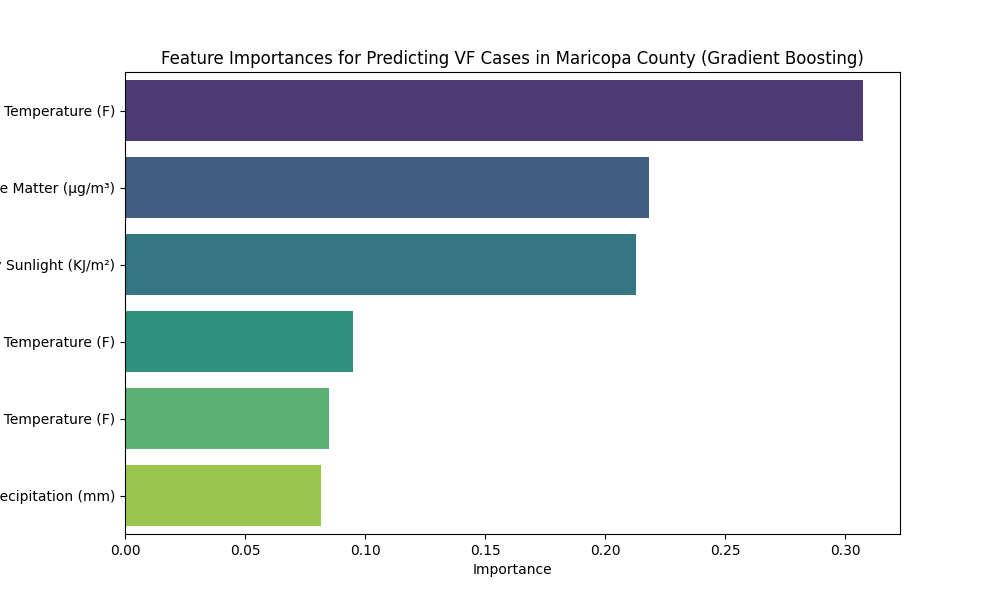 Feature Importances for Predicting VF Cases in Maricopa County (Gradient Boosting)
Temperature (F)
Matter (µg/m³)
Sunlight (KJ/m²)
Temperature (F)
Temperature (F)
(mm)
0.00 0.05 0.10 0.15 0.20 0.25 0.30
Importance